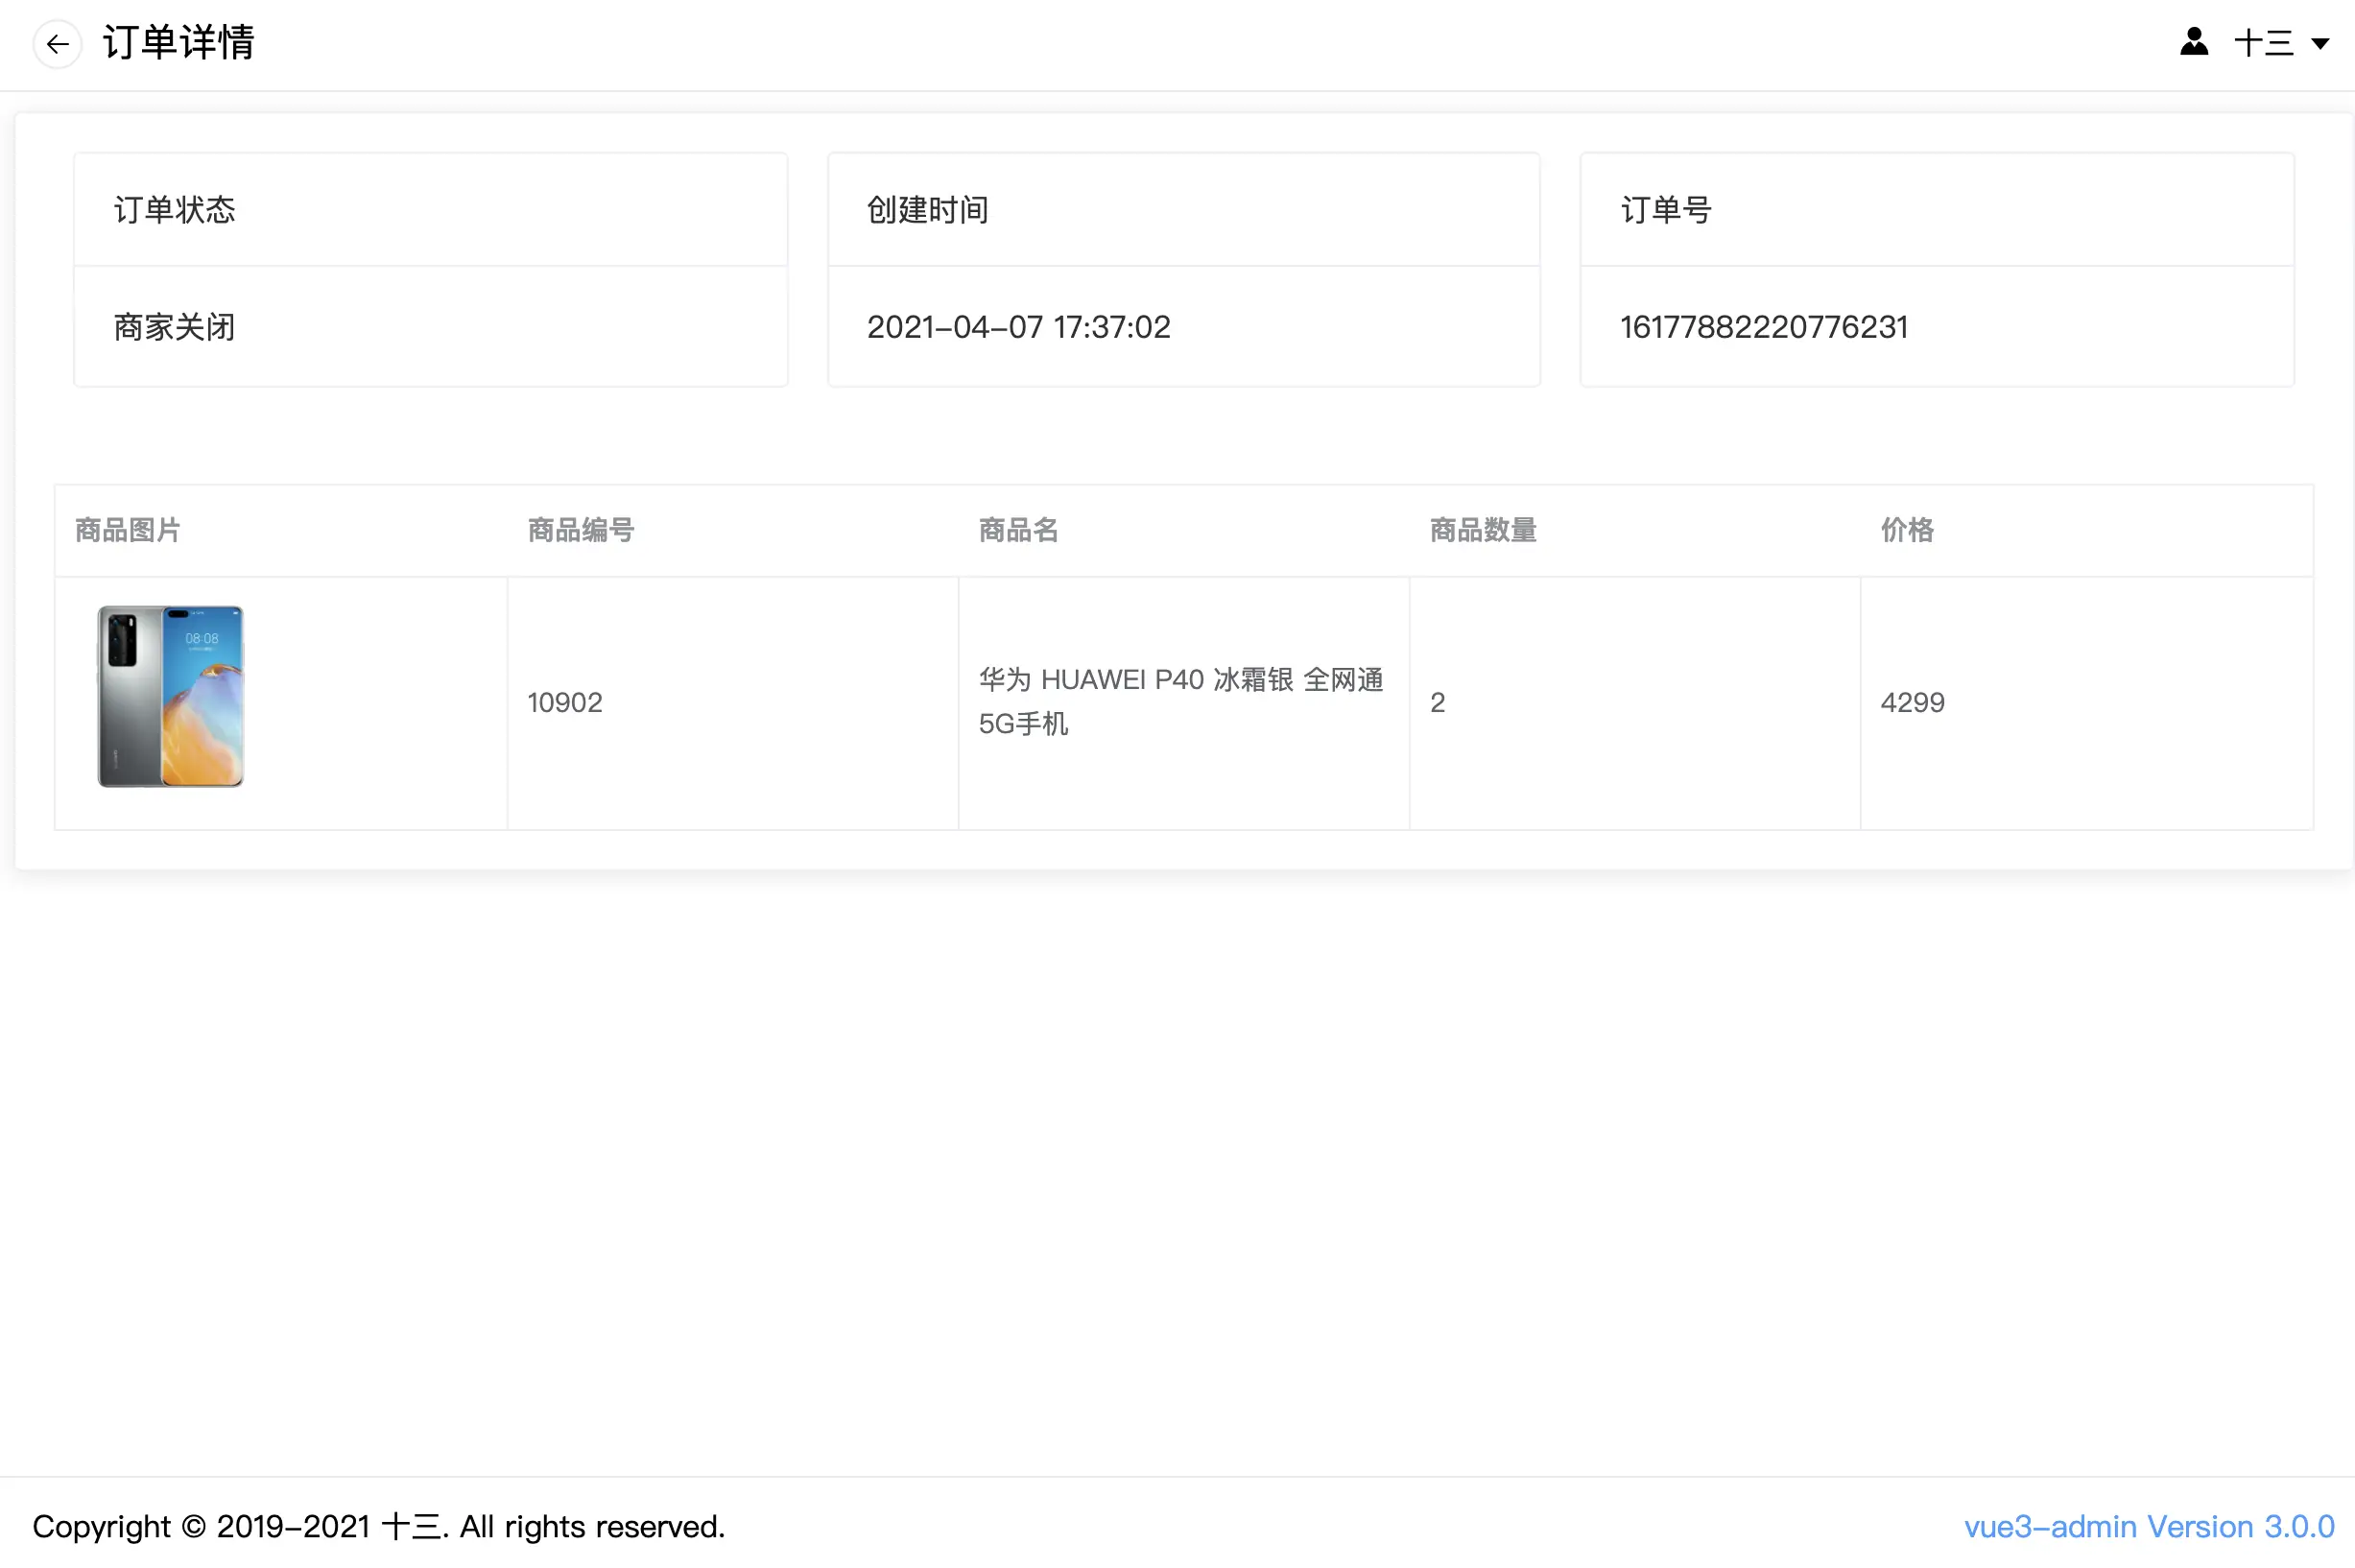 订单详情
十三
订单状态
创建时间
订单号
商家关闭
2021-04-07 17:37:02
16177882220776231
商品图片
商品编号
商品名
商品数量
价格
08:08
10902
华为 HUAWEI P40 冰霜银 全网通
5G手机
2
4299
Copyright © 2019-2021 十三. All rights reserved.
vue3-admin Version 3.0.0